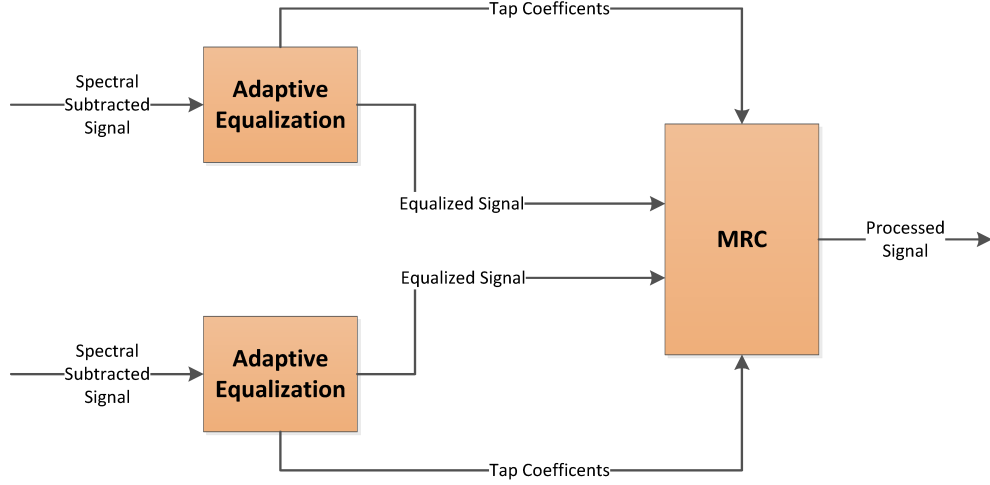 Tap Coefficents
Spectral
Subtracted
Signal
Adaptive
Equalization
Equalized Signal
MRC
Processed
Signal
Equalized Signal
Spectral
Subtracted
Signal
Adaptive
Equalization
Tap Coefficents